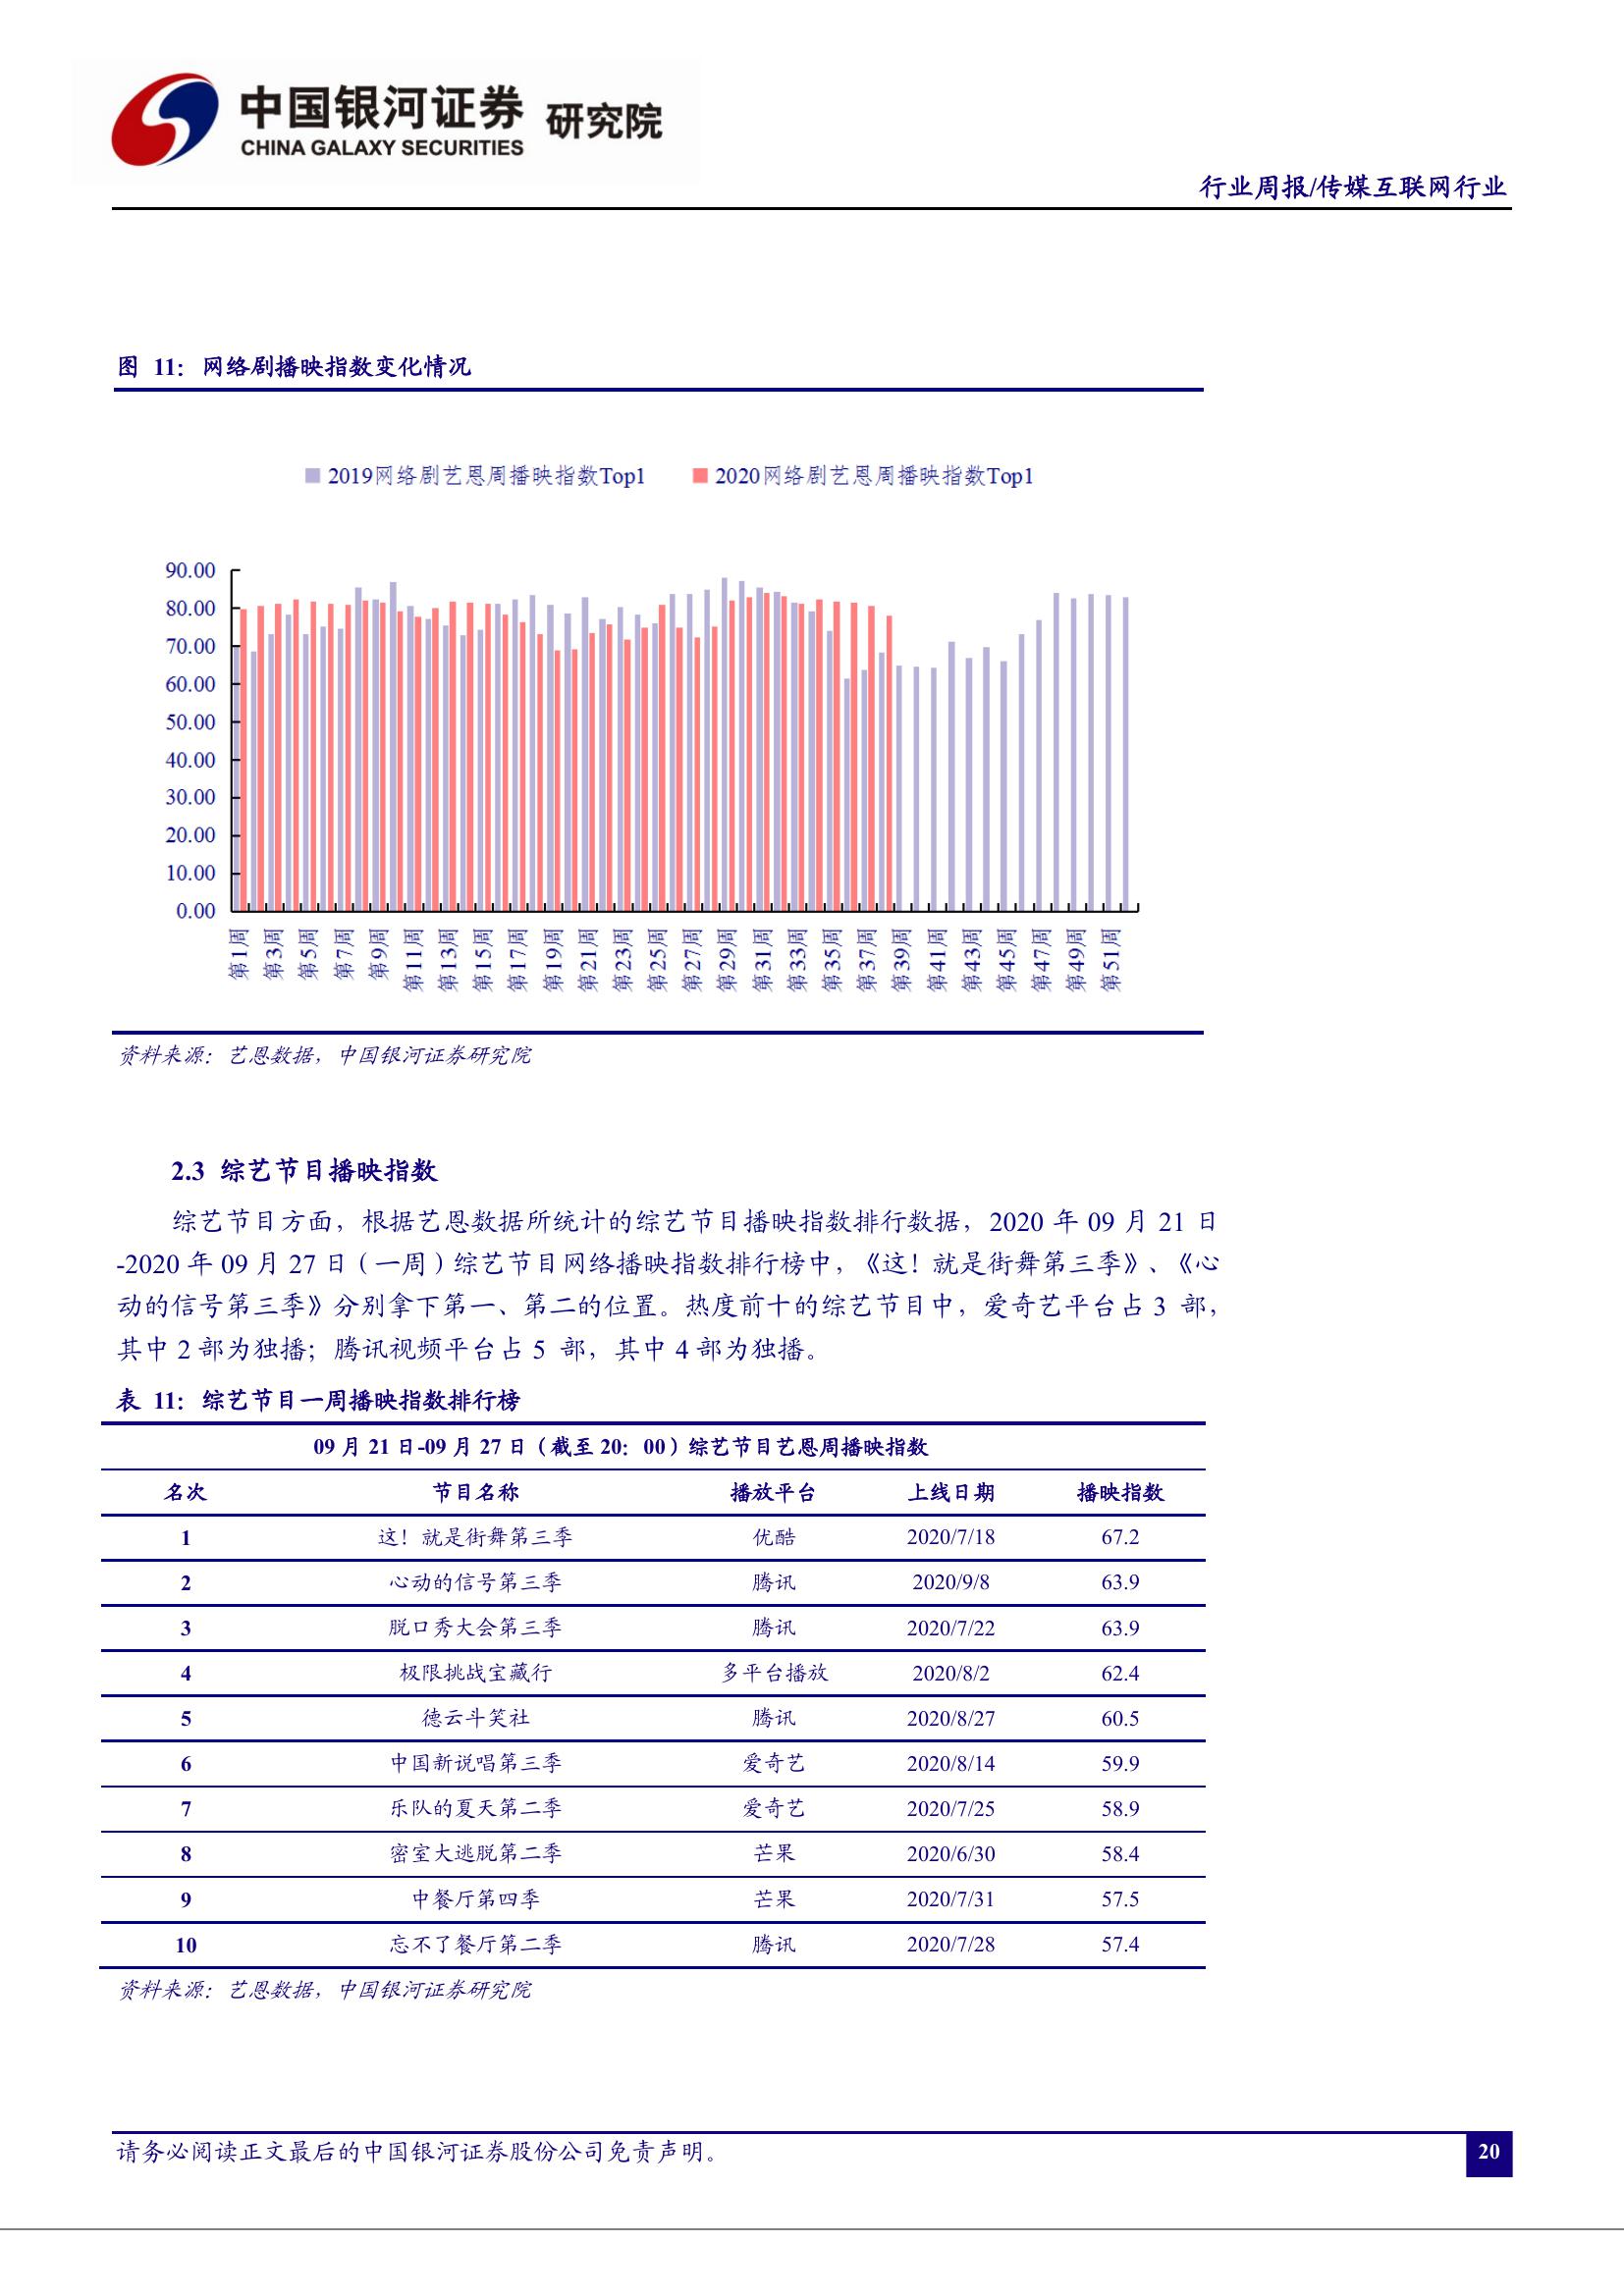 中国银河证券 研究院
CHINA GALAXY SECURITIES
行业周报/传媒互联网行业
图 11：网络剧播映指数变化情况
2019网络剧艺恩周播映指数Top1 2020网络剧艺恩周播映指数Top1
90.00
80.00
70.00
60.00
50.00
40.00
30.00
20.00
10.00
0.00
第1周 第3周 第5周 第7周 第9周 第11周 第13周 第15周 第17周 第19周 第21周 第23周 第25周 第27周 第29周 第31周 第33周 第35周 第37周 第39周 第41周 第43周 第45周 第47周 第49周 第51周
资料来源：艺恩数据，中国银河证券研究院
2.3 综艺节目播映指数
综艺节目方面，根据艺恩数据所统计的综艺节目播映指数排行数据，2020 年 09 月 21 日
-2020 年 09 月 27 日（一周）综艺节目网络播映指数排行榜中，《这！就是街舞第三季》、《心
动的信号第三季》分别拿下第一、第二的位置。热度前十的综艺节目中，爱奇艺平台占 3 部，
其中 2 部为独播；腾讯视频平台占 5 部，其中 4 部为独播。
表 11：综艺节目一周播映指数排行榜
09 月 21 日-09 月 27 日（截至 20：00）综艺节目艺恩周播映指数
名次 节目名称 播放平台 上线日期 播映指数
1 这！就是街舞第三季 优酷 2020/7/18 67.2
2 心动的信号第三季 腾讯 2020/9/8 63.9
3 脱口秀大会第三季 腾讯 2020/7/22 63.9
4 极限挑战宝藏行 多平台播放 2020/8/2 62.4
5 德云斗笑社 腾讯 2020/8/27 60.5
6 中国新说唱第三季 爱奇艺 2020/8/14 59.9
7 乐队的夏天第二季 爱奇艺 2020/7/25 58.9
8 密室大逃脱第二季 芒果 2020/6/30 58.4
9 中餐厅第四季 芒果 2020/7/31 57.5
10 忘不了餐厅第二季 腾讯 2020/7/28 57.4
资料来源：艺恩数据，中国银河证券研究院
请务必阅读正文最后的中国银河证券股份公司免责声明。
20